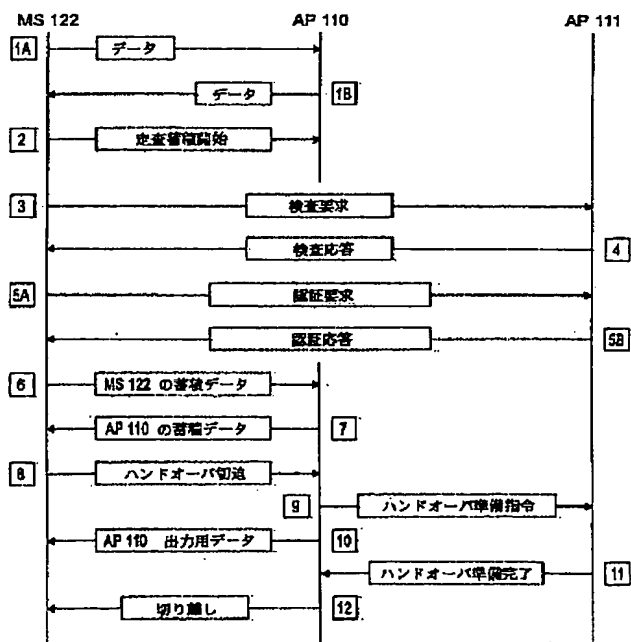 MS 122 AP 110 AP 111
1A データ
データ 1B
2 走査蓄積開始
3 検査要求
検査応答 4
5A 認証要求
認証応答 5B
6 MS 122 の蓄積データ
AP 110 の蓄積データ 7
8 ハンドオーバ切迫
9 ハンドオーバ準備指令
AP 110 出力用データ 10
ハンドオーバ準備完了 11
切り離し 12